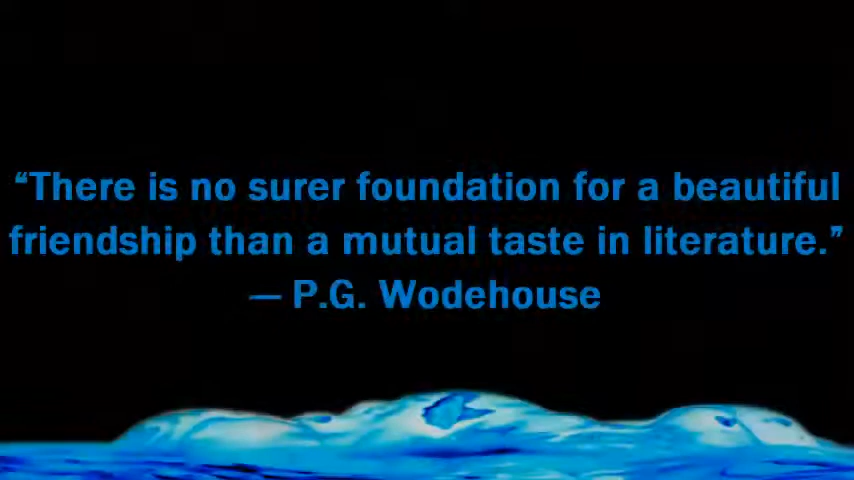 “There is no surer foundation for a beautiful
friendship than a mutual taste in literature.”
— P.G. Wodehouse